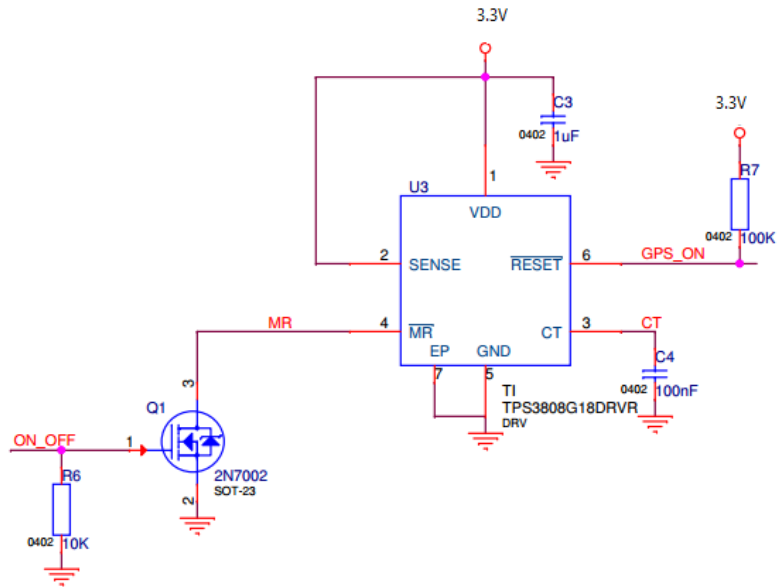 3.3V
C3
0402 1uF
3.3V
R7
0402 100K
U3
1
VDD
2 SENSE
RESET 6 GPS_ON
MR 4 MR
CT 3 CT
EP GND
7 5
C4
0402 100nF
TI
TPS3808G18DRVR
DRV
3
Q1
ON_OFF 1
2N7002
SOT-23
2
R6
0402 10K